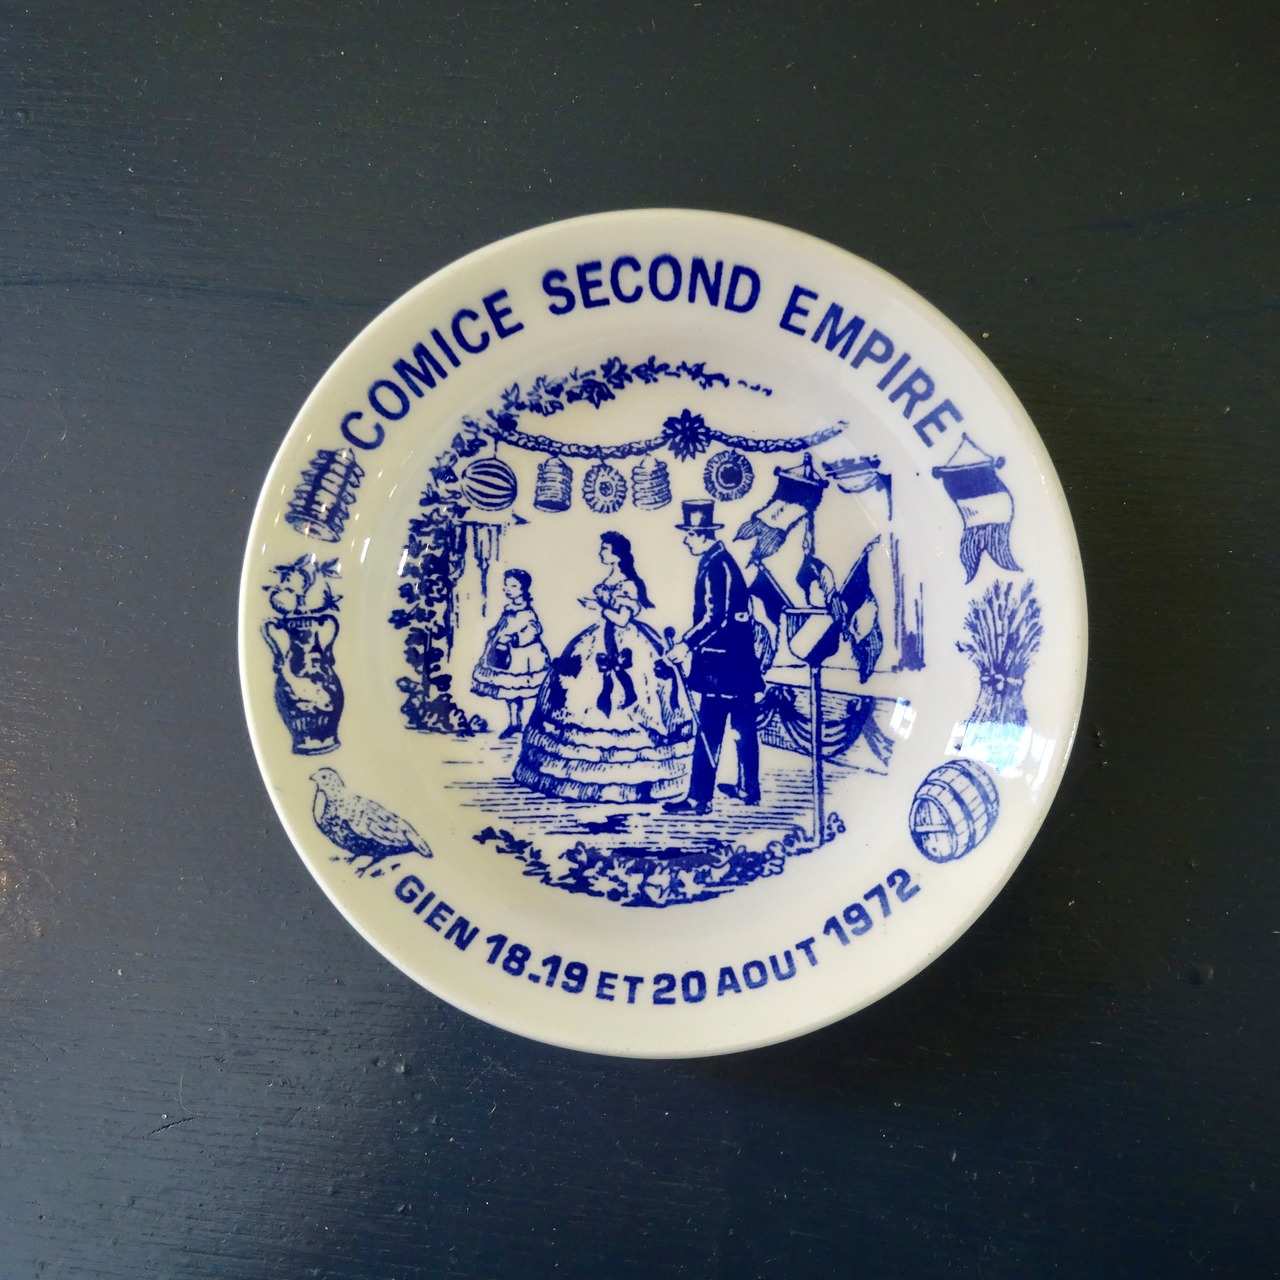 COMICE SECOND EMPIRE
GIEN 18.19 ET 20 AOUT 1972